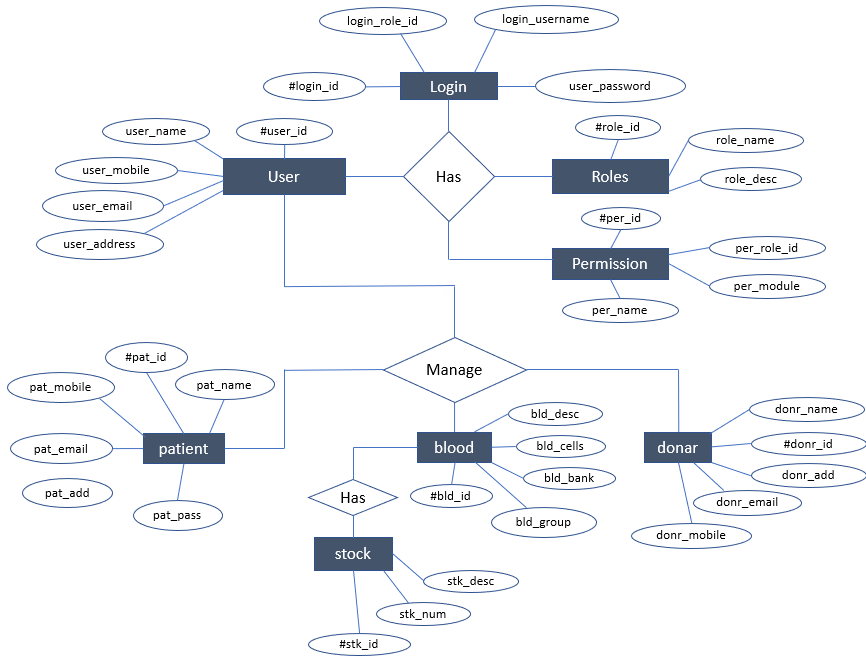 login_role_id
login_username
#login_id
Login
user_password
user_name
#user_id
#role_id
role_name
user_mobile
User
Has
Roles
role_desc
user_email
#per_id
user_address
per_role_id
Permission
per_module
per_name
#pat_id
Manage
pat_mobile
pat_name
bld_desc
donr_name
pat_email
patient
blood
bld_cells
donar
#donr_id
pat_add
Has
#bld_id
bld_bank
donr_add
pat_pass
bld_group
donr_email
donr_mobile
stock
stk_desc
stk_num
#stk_id